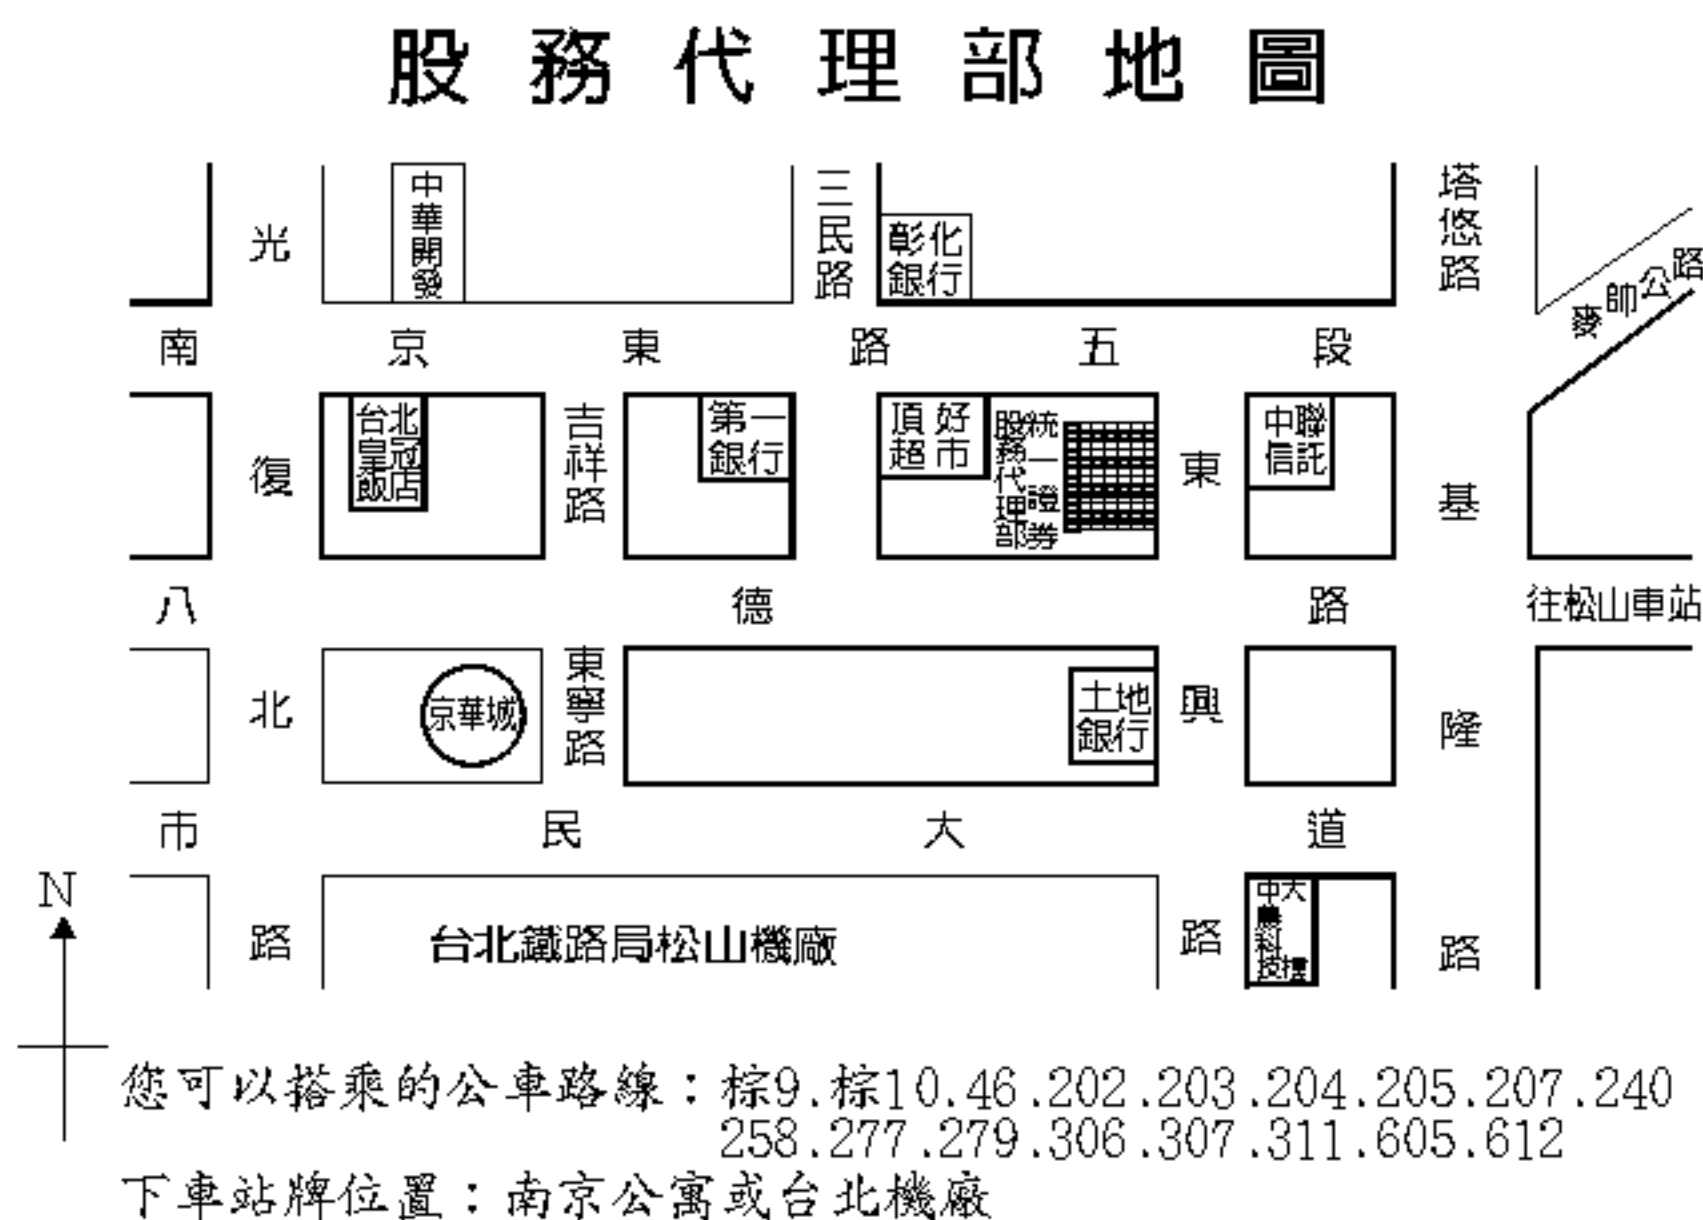 股務代理部地圖
中華開發
三民路
彰化
銀行
塔悠路
麥帥公路
南京東路五段
光復北路
台北
皇冠
飯店
吉祥路
第一
銀行
頂好
超市
統一證券
股務代理部
東興路
中聯
信託
基隆路
八德路
往松山車站
京華城
東寧路
土地
銀行
市民大道
N
台北鐵路局松山機廠
您可以搭乘的公車路線：棕9.棕10.46.202.203.204.205.207.240
258.277.279.306.307.311.605.612
下車站牌位置：南京公寓或台北機廠